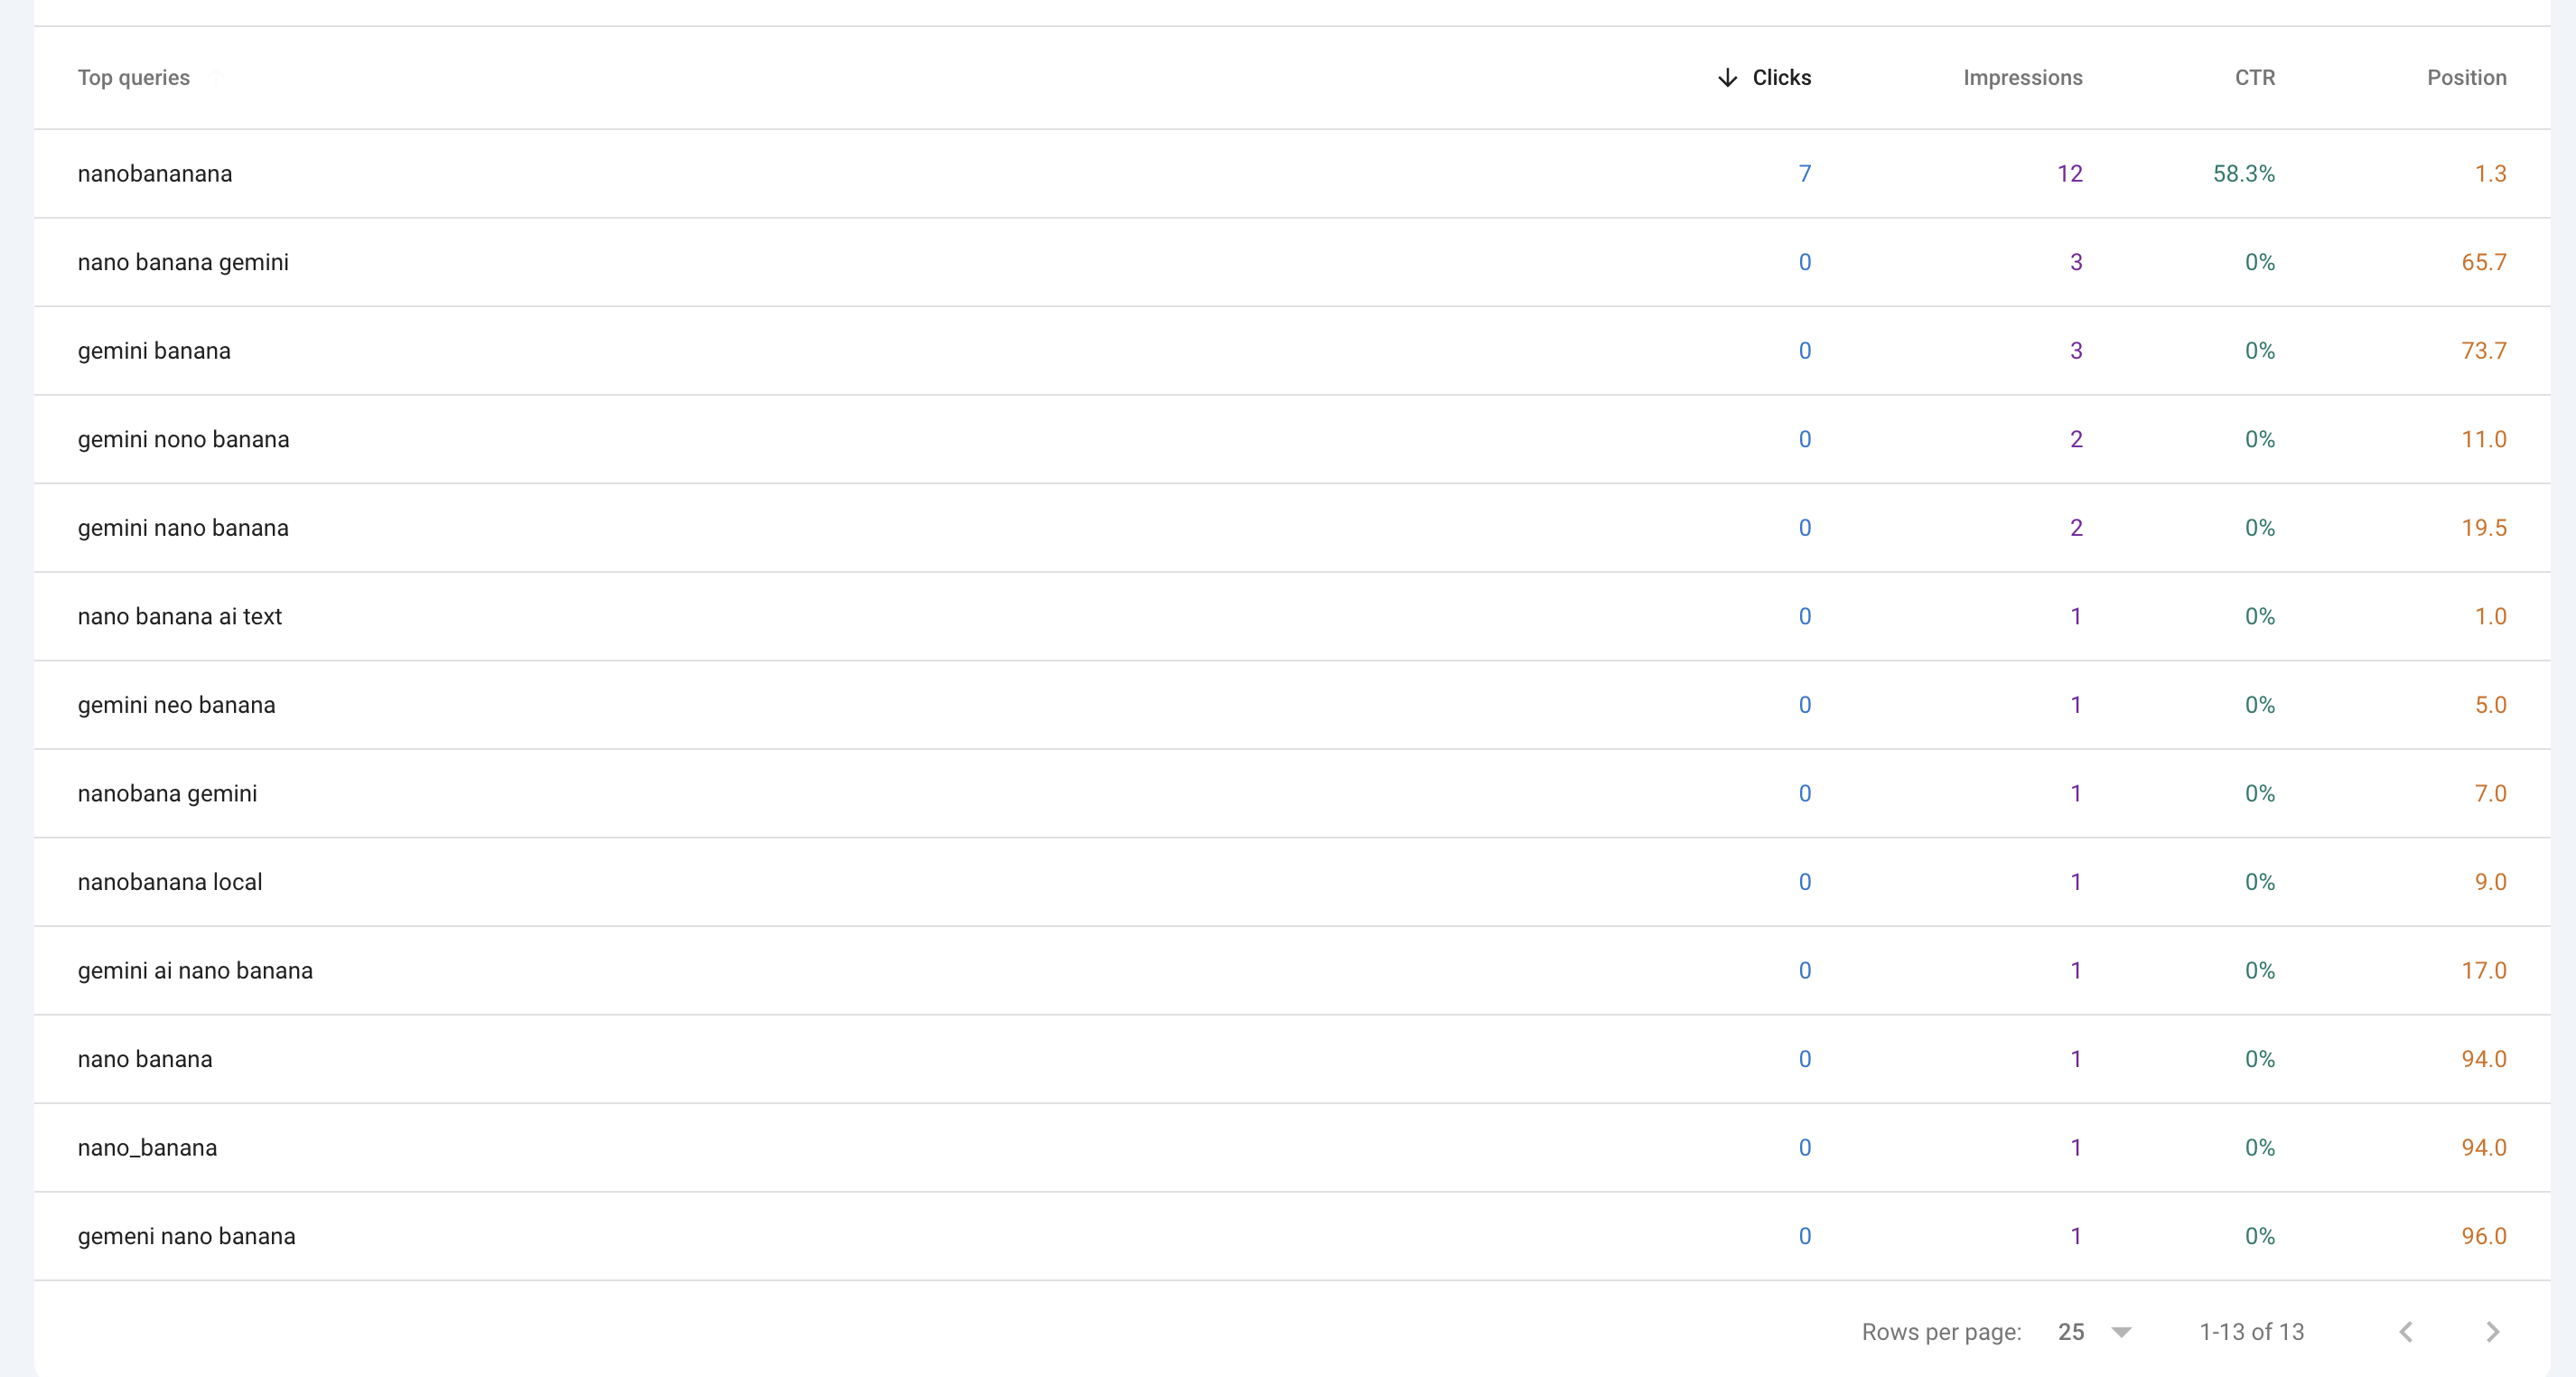 Top queries Clicks Impressions CTR Position
nanobananana 7 12 58.3% 1.3
nano banana gemini 0 3 0% 65.7
gemini banana 0 3 0% 73.7
gemini nono banana 0 2 0% 11.0
gemini nano banana 0 2 0% 19.5
nano banana ai text 0 1 0% 1.0
gemini neo banana 0 1 0% 5.0
nanobana gemini 0 1 0% 7.0
nanobanana local 0 1 0% 9.0
gemini ai nano banana 0 1 0% 17.0
nano banana 0 1 0% 94.0
nano_banana 0 1 0% 94.0
gemeni nano banana 0 1 0% 96.0
Rows per page: 25 1-13 of 13